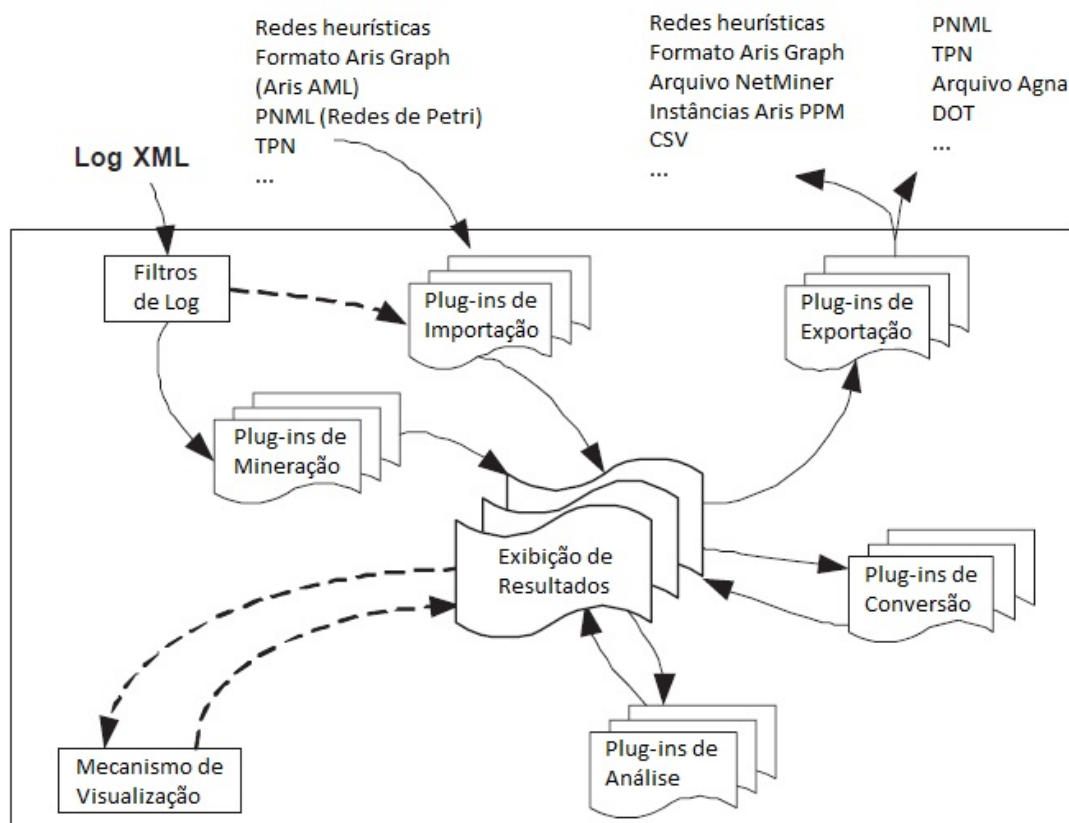 Redes heurísticas
Formato Aris Graph
(Aris AML)
PNML (Redes de Petri)
TPN
...
Redes heurísticas
Formato Aris Graph
Arquivo NetMiner
Instâncias Aris PPM
CSV
...
PNML
TPN
Arquivo Agna
DOT
...
Log XML
Filtros
de Log
Plug-ins de
Importação
Plug-ins de
Exportação
Plug-ins de
Mineração
Exibição de
Resultados
Plug-ins de
Conversão
Mecanismo de
Visualização
Plug-ins de
Análise